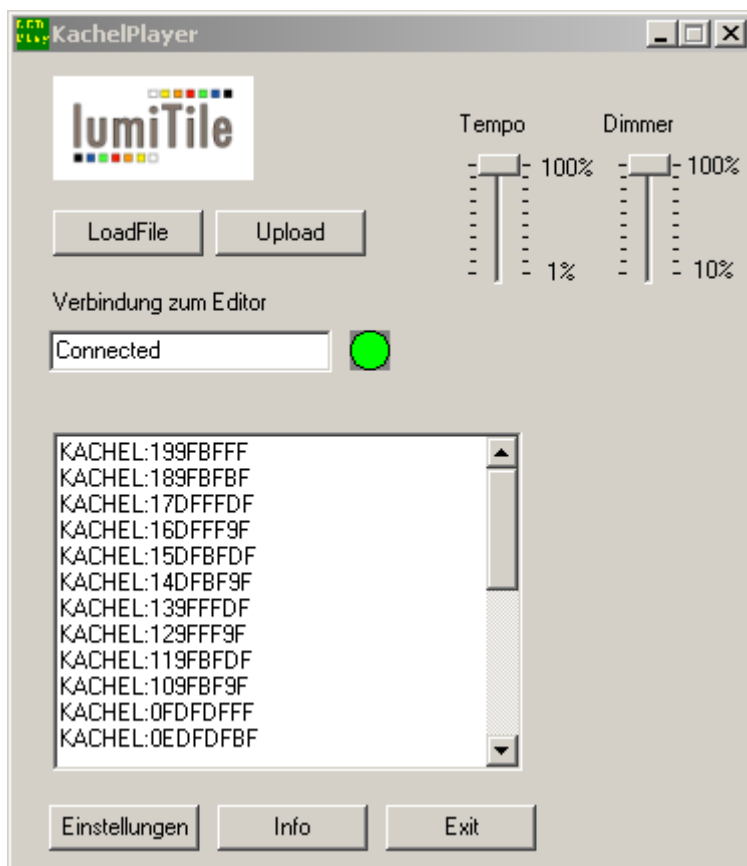 KachelPlayer
lumiTile
Tempo
Dimmer
100%
100%
1%
10%
LoadFile
Upload
Verbindung zum Editor
Connected
KACHEL:199FBFFF
KACHEL:189FBFBF
KACHEL:17DFFFDF
KACHEL:16DFFF9F
KACHEL:15DFBFDF
KACHEL:14DFBF9F
KACHEL:139FFFDF
KACHEL:129FFF9F
KACHEL:119FBFDF
KACHEL:109FBF9F
KACHEL:0FDFDFFF
KACHEL:0EDFDFBF
Einstellungen
Info
Exit